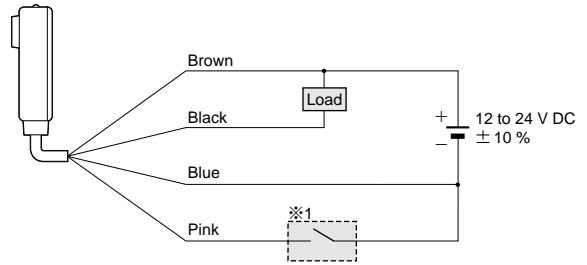 Brown
Load
Black
+
12 to 24 V DC
−
± 10 %
Blue
※1
Pink